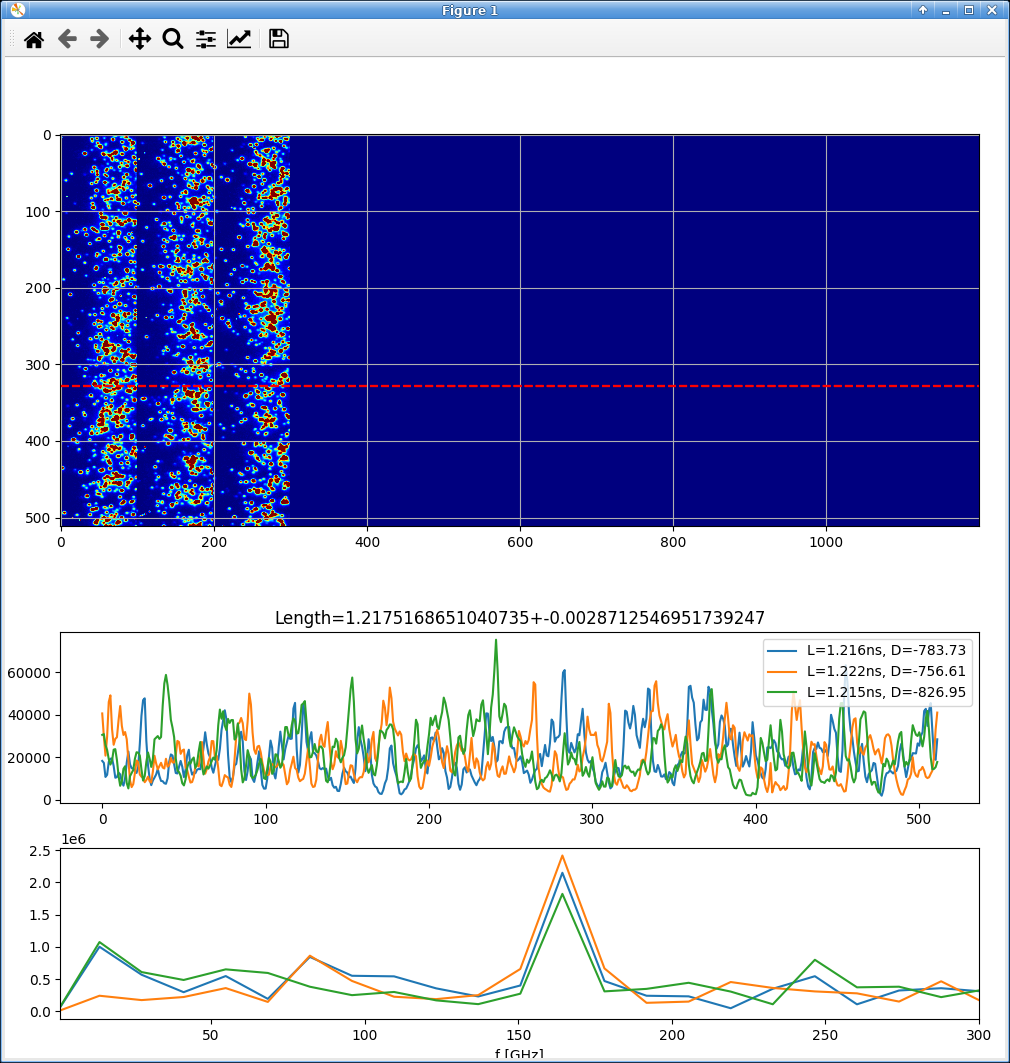 Figure 1
0
100
200
300
400
500
0 200 400 600 800 1000
Length=1.2175168651040735+-0.0028712546951739247
60000
40000
20000
0
L=1.216ns, D=-783.73
L=1.222ns, D=-756.61
L=1.215ns, D=-826.95
0 100 200 300 400 500
1e6
2.5
2.0
1.5
1.0
0.5
0.0
50 100 150 200 250 300
f [GHz]